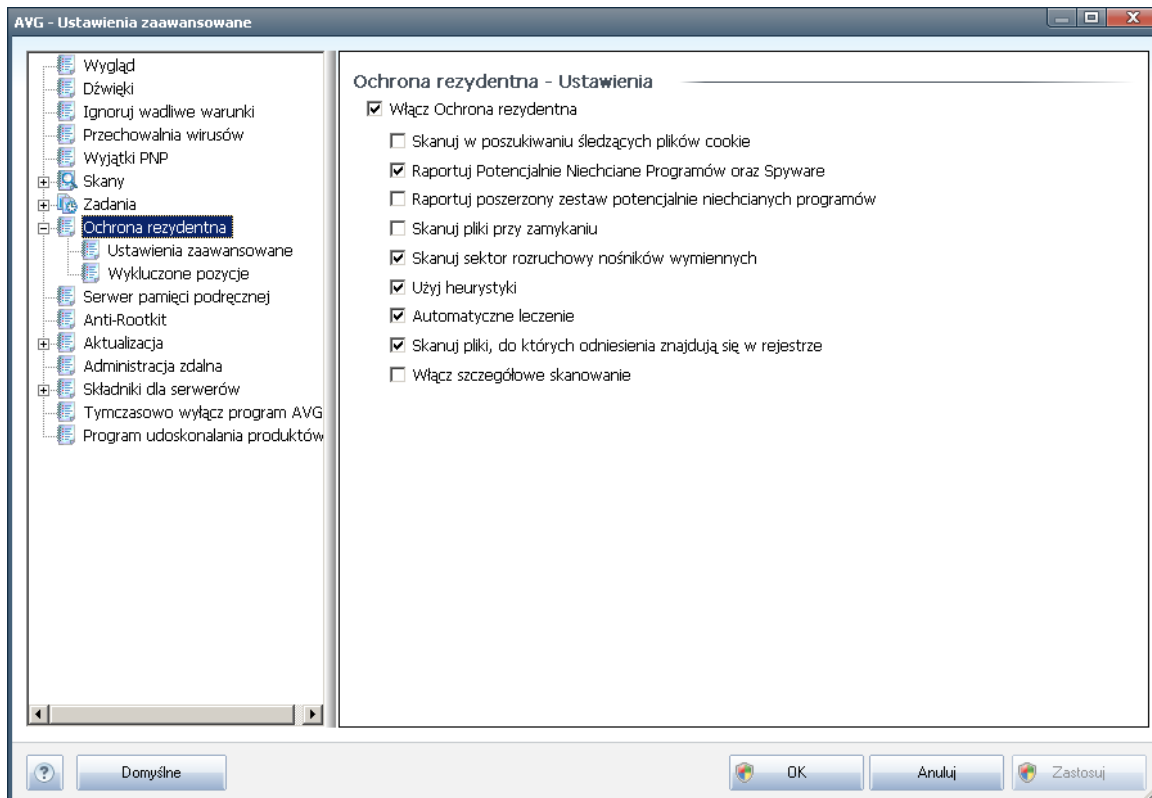 AVG - Ustawienia zaawansowane
Wygląd
Dźwięki
Ignoruj wadliwe warunki
Przechowalnia wirusów
Wyjątki PNP
Skany
Zadania
Ochrona rezydentna
Ustawienia zaawansowane
Wykluczone pozycje
Serwer pamięci podręcznej
Anti-Rootkit
Aktualizacja
Administracja zdalna
Składniki dla serwerów
Tymczasowo wyłącz program AVG
Program udoskonalania produktów
Ochrona rezydentna - Ustawienia
Włącz Ochrona rezydentna
Skanuj w poszukiwaniu śledzących plików cookie
Raportuj Potencjalnie Niechciane Programów oraz Spyware
Raportuj poszerzony zestaw potencjalnie niechcianych programów
Skanuj pliki przy zamykaniu
Skanuj sektor rozruchowy nośników wymiennych
Użyj heurystyki
Automatyczne leczenie
Skanuj pliki, do których odniesienia znajdują się w rejestrze
Włącz szczegółowe skanowanie
? Domyślne OK Anuluj Zastosuj